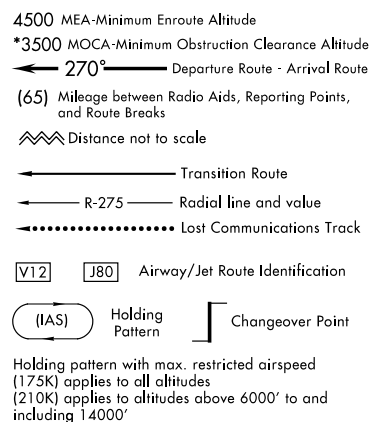 4500 MEA-Minimum Enroute Altitude
*3500 MOCA-Minimum Obstruction Clearance Altitude
270° Departure Route - Arrival Route
(65) Mileage between Radio Aids, Reporting Points,
and Route Breaks
Distance not to scale
Transition Route
R-275 Radial line and value
Lost Communications Track
V12 J80 Airway/Jet Route Identification
(IAS) Holding
Pattern
Changeover Point
Holding pattern with max. restricted airspeed
(175K) applies to all altitudes
(210K) applies to altitudes above 6000' to and
including 14000'